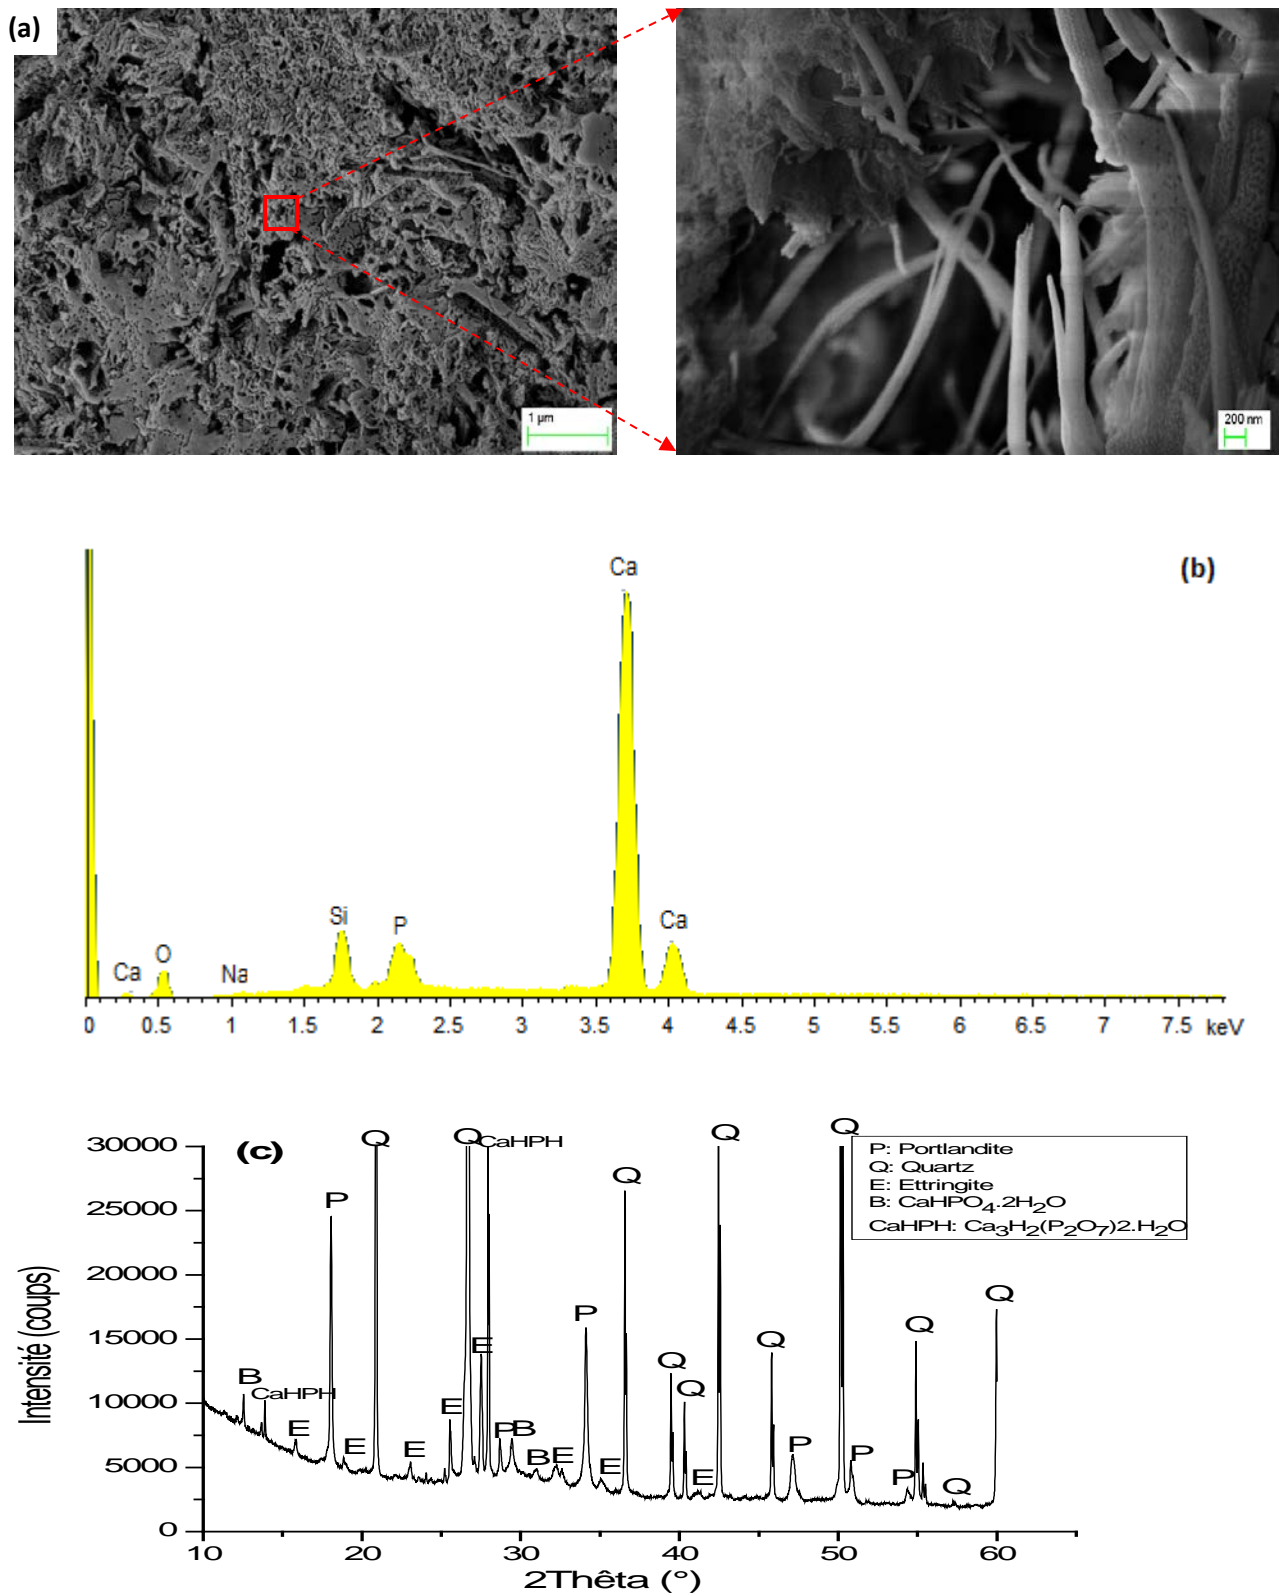 (a)
1 µm
200 nm
(b)
Ca
Si
P
Ca
O
Ca
Na
0 0.5 1 1.5 2 2.5 3 3.5 4 4.5 5 5.5 6 6.5 7 7.5 keV
(c)
P: Portlandite
Q: Quartz
E: Ettringite
B: CaHPO4.2H2O
CaHPH: Ca3H2(P2O7)2.H2O
Intensité (coups)
30000
25000
20000
15000
10000
5000
0
B CaHPH E P E Q E E Q E CaHPH P B B E P E Q Q Q E Q Q P Q P P Q Q Q
10 20 30 40 50 60
2Thêta (°)